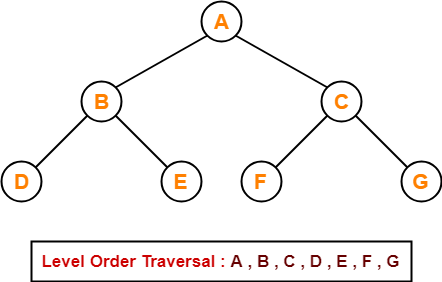 A
B C
D E F G
Level Order Traversal : A , B , C , D , E , F , G